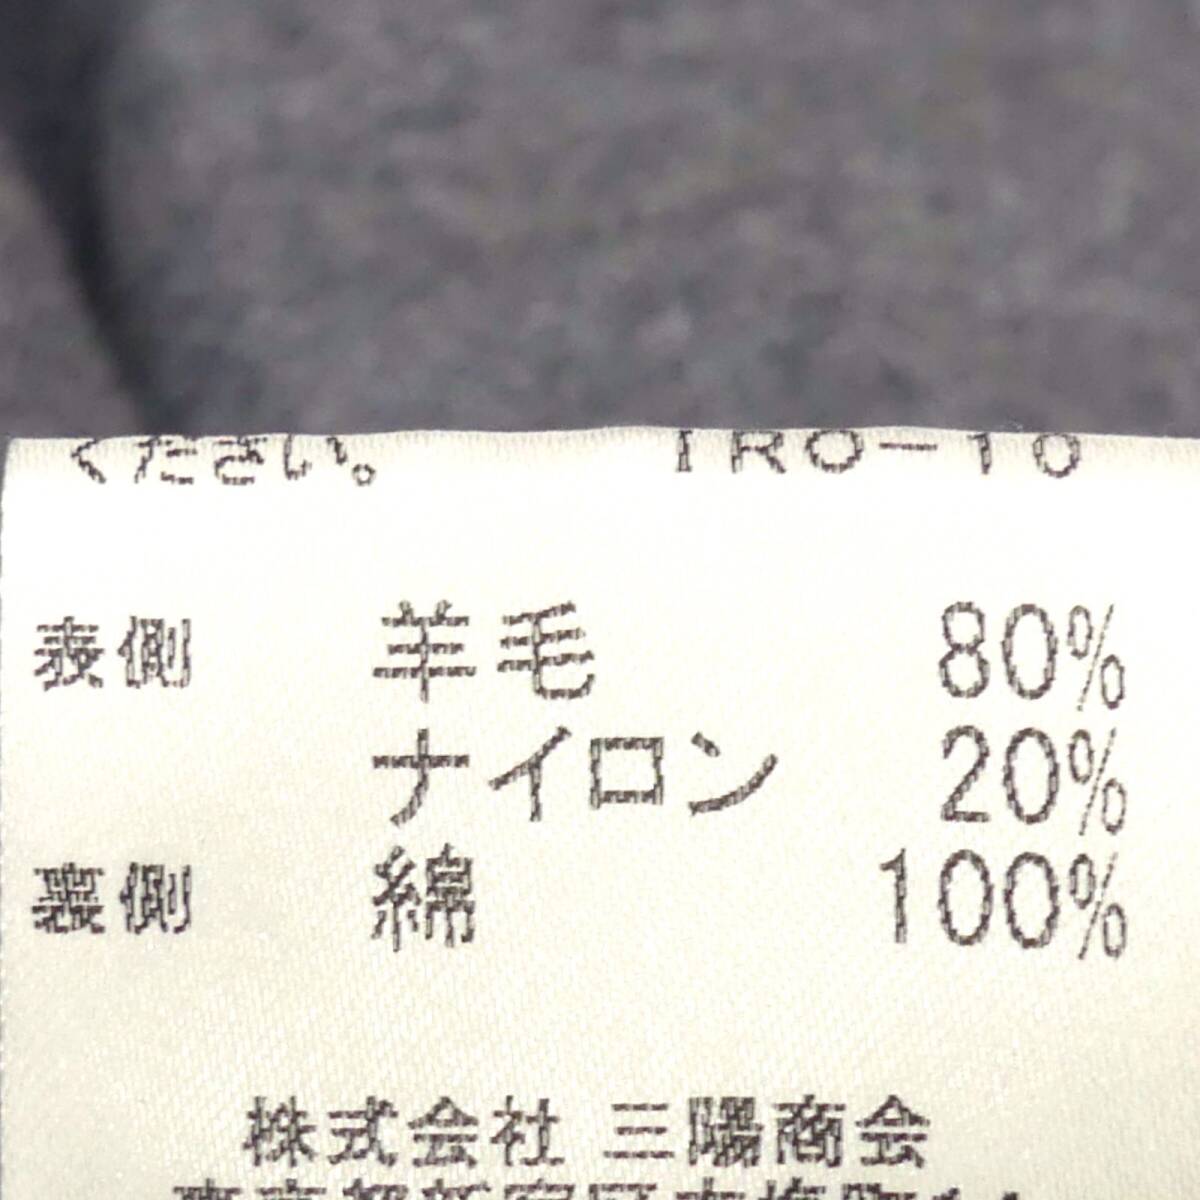 ください。 IRO-10
表側 羊毛 80%
ナイロン 20%
裏側 綿 100%
株式会社 三陽商会